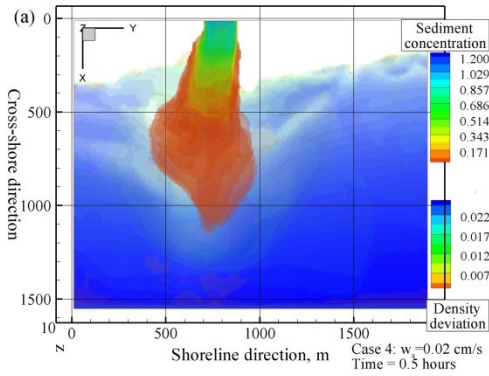 (a)
Z Y
X
Cross-shore direction
0
500
1000
1500
10
z
0 500 1000 1500
Shoreline direction, m
Sediment
concentration
1.200
1.029
0.857
0.686
0.514
0.343
0.171
0.022
0.017
0.012
0.007
Density
deviation
Case 4: wₛ=0.02 cm/s
Time = 0.5 hours